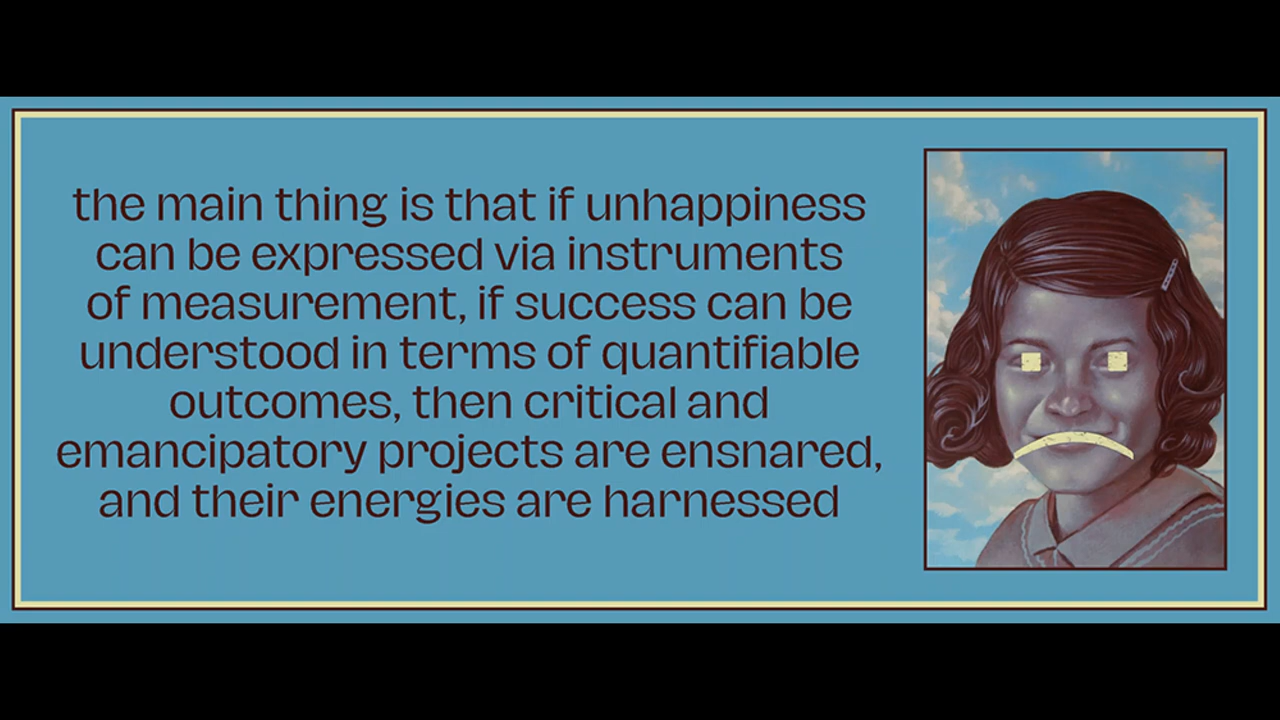 the main thing is that if unhappiness
can be expressed via instruments
of measurement, if success can be
understood in terms of quantifiable
outcomes, then critical and
emancipatory projects are ensnared,
and their energies are harnessed